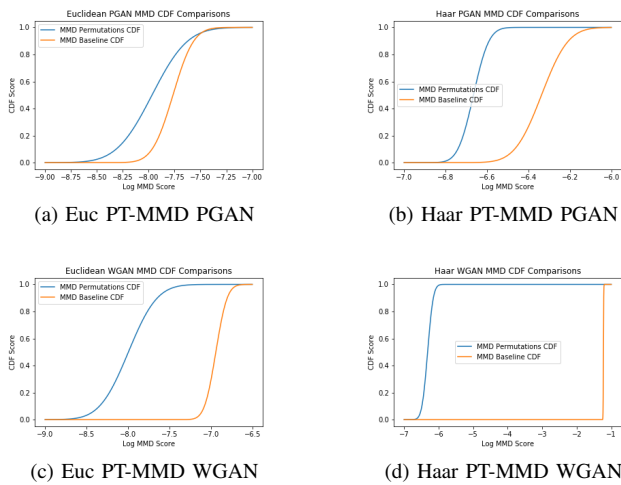 Euclidean PGAN MMD CDF Comparisons
MMD Permutations CDF
MMD Baseline CDF
CDF Score
1.0
0.8
0.6
0.4
0.2
0.0
−9.00 −8.75 −8.50 −8.25 −8.00 −7.75 −7.50 −7.25 −7.00
Log MMD Score
(a) Euc PT-MMD PGAN
Haar PGAN MMD CDF Comparisons
MMD Permutations CDF
MMD Baseline CDF
CDF Score
1.0
0.8
0.6
0.4
0.2
0.0
−7.0 −6.8 −6.6 −6.4 −6.2 −6.0
Log MMD Score
(b) Haar PT-MMD PGAN
Euclidean WGAN MMD CDF Comparisons
MMD Permutations CDF
MMD Baseline CDF
CDF Score
1.0
0.8
0.6
0.4
0.2
0.0
−9.0 −8.5 −8.0 −7.5 −7.0 −6.5
Log MMD Score
(c) Euc PT-MMD WGAN
Haar WGAN MMD CDF Comparisons
MMD Permutations CDF
MMD Baseline CDF
CDF Score
1.0
0.8
0.6
0.4
0.2
0.0
−7 −6 −5 −4 −3 −2 −1
Log MMD Score
(d) Haar PT-MMD WGAN